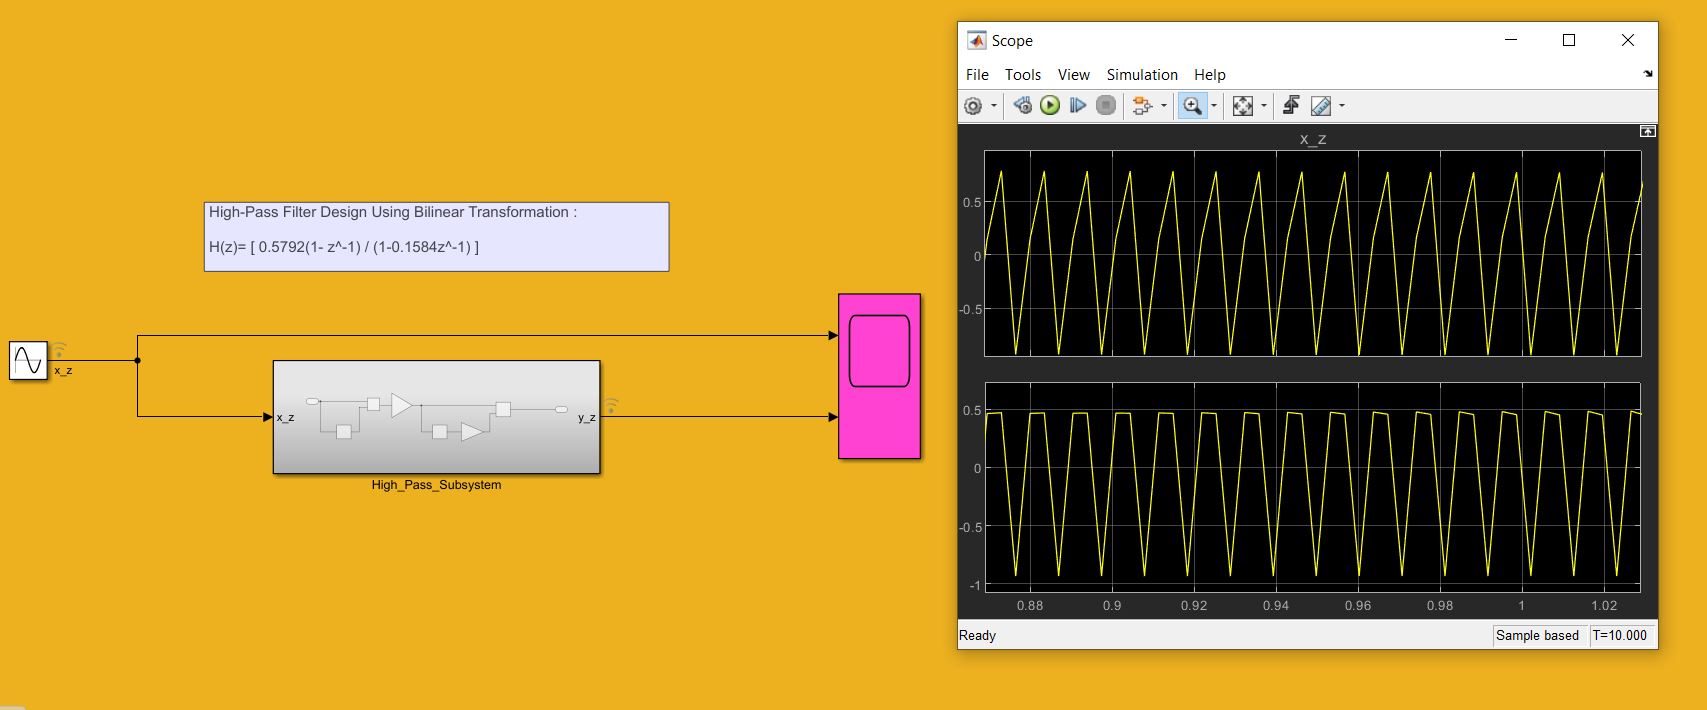 High-Pass Filter Design Using Bilinear Transformation :
H(z)= [ 0.5792(1- z^-1) / (1-0.1584z^-1) ]
x_z
x_z
y_z
High_Pass_Subsystem
Scope
File Tools View Simulation Help
x_z
0.5
0
-0.5
0.5
0
-0.5
-1
0.88 0.9 0.92 0.94 0.96 0.98 1 1.02
Ready Sample based T=10.000